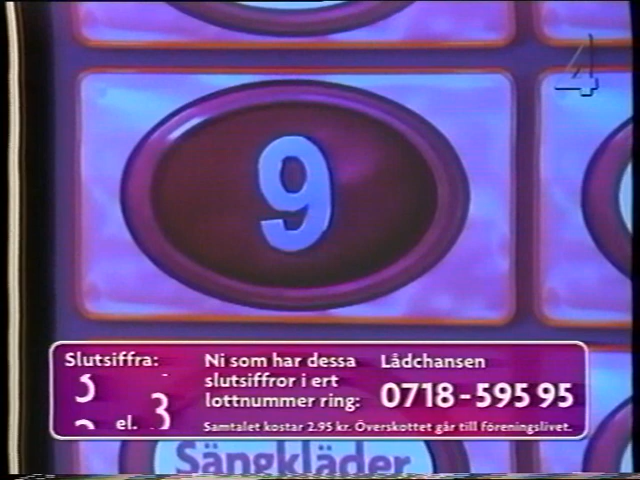 4
9
Slutsiffra:
el. 3
Ni som har dessa
slutsiffror i ert
lottnummer ring:
Lådchansen
0718-595 95
Samtalet kostar 2.95 kr. Överskottet går till föreningslivet.
Sängkläder